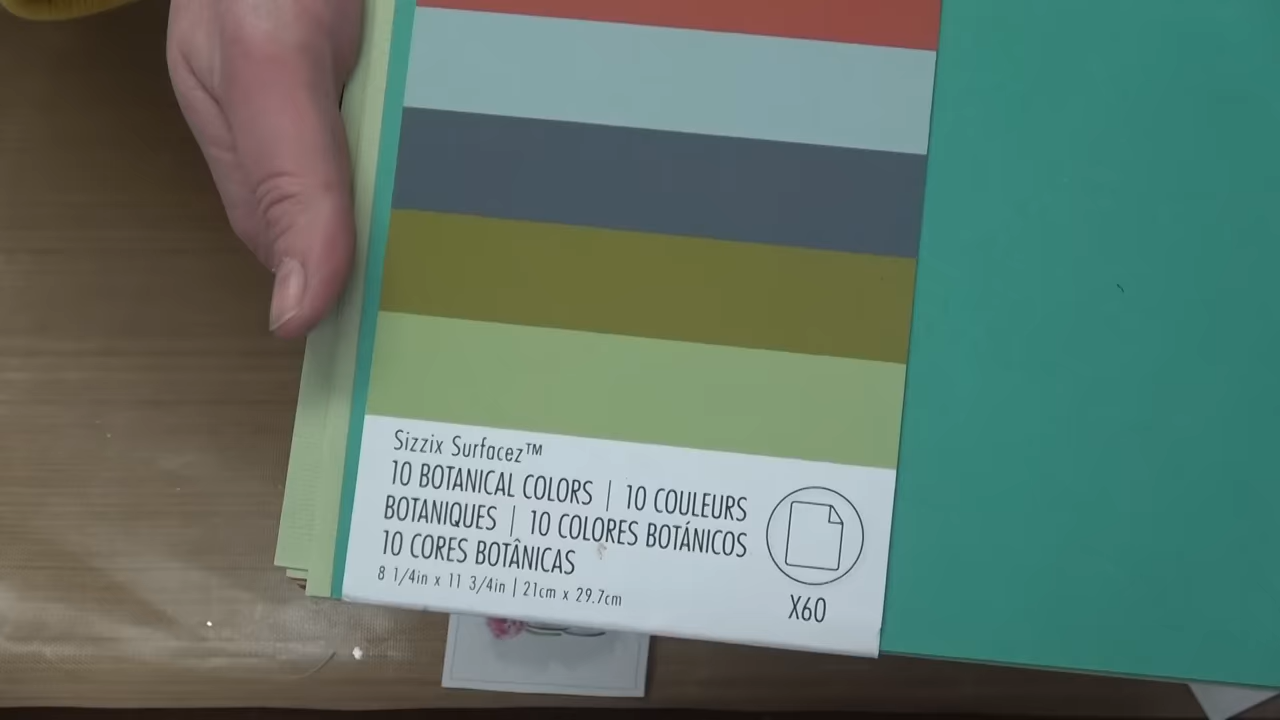 Sizzix Surfacez™
10 BOTANICAL COLORS | 10 COULEURS
BOTANIQUES | 10 COLORES BOTÁNICOS
10 CORES BOTÂNICAS
8 1/4in x 11 3/4in | 21cm x 29.7cm
X60